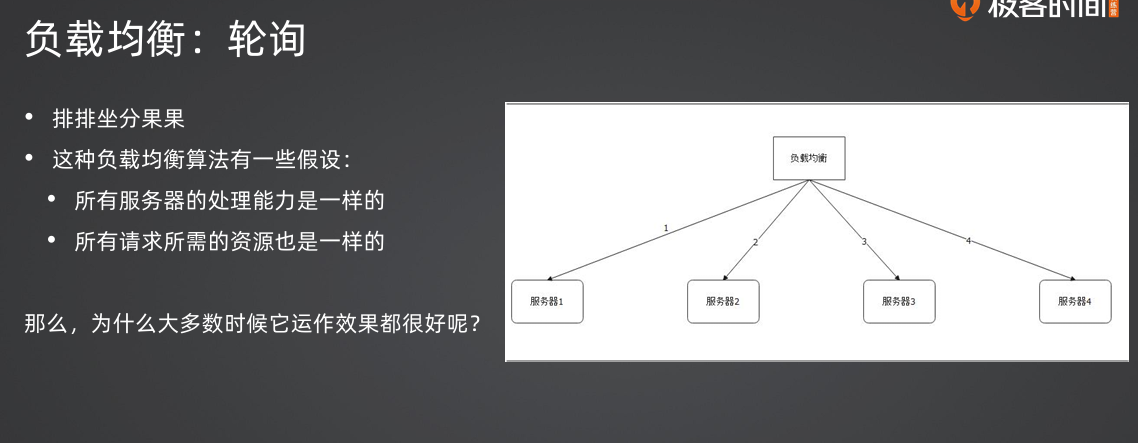 极客时间
负载均衡：轮询
• 排排坐分果果
• 这种负载均衡算法有一些假设：
• 所有服务器的处理能力是一样的
• 所有请求所需的资源也是一样的
那么，为什么大多数时候它运作效果都很好呢？
负载均衡
1
2
3
4
服务器1
服务器2
服务器3
服务器4